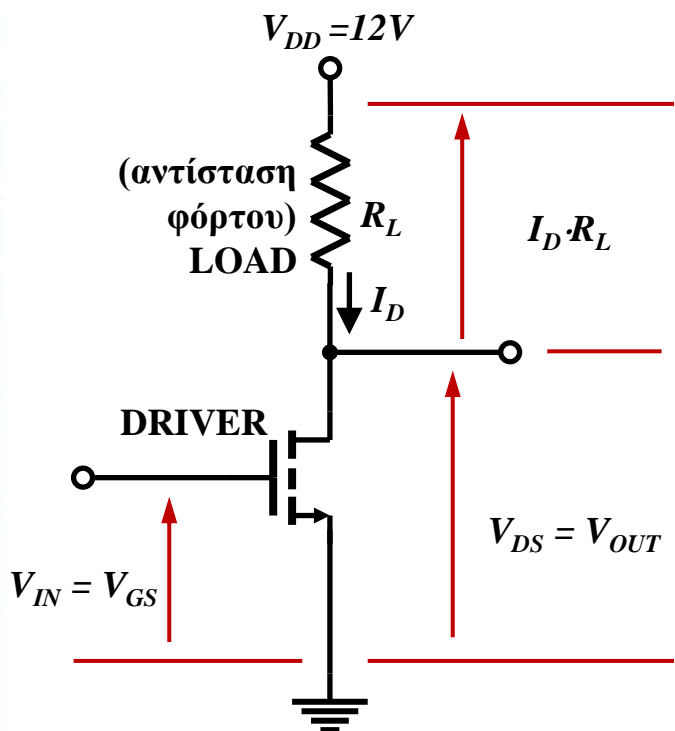 V_DD =12V
(αντίσταση
φόρτου)
LOAD
R_L
I_D·R_L
I_D
DRIVER
V_DS = V_OUT
V_IN = V_GS